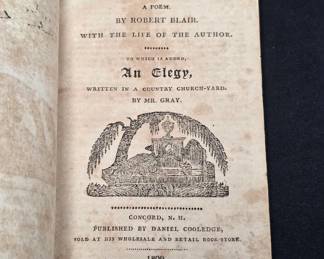 A POEM.
BY ROBERT BLAIR.
WITH THE LIFE OF THE AUTHOR.
TO WHICH IS ADDED,
An Elegy,
WRITTEN IN A COUNTRY CHURCH-YARD.
BY MR. GRAY.
CONCORD, N. H.
PUBLISHED BY DANIEL COOLEDGE;
SOLD AT HIS WHOLESALE AND RETAIL BOOK-STORE.